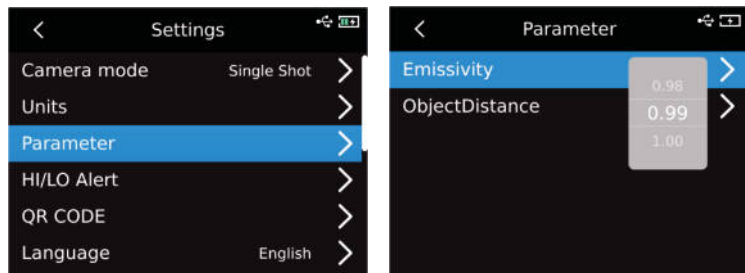 Settings
Camera mode Single Shot
Units
Parameter
HI/LO Alert
QR CODE
Language English
Parameter
Emissivity
0.98
ObjectDistance 0.99
1.00